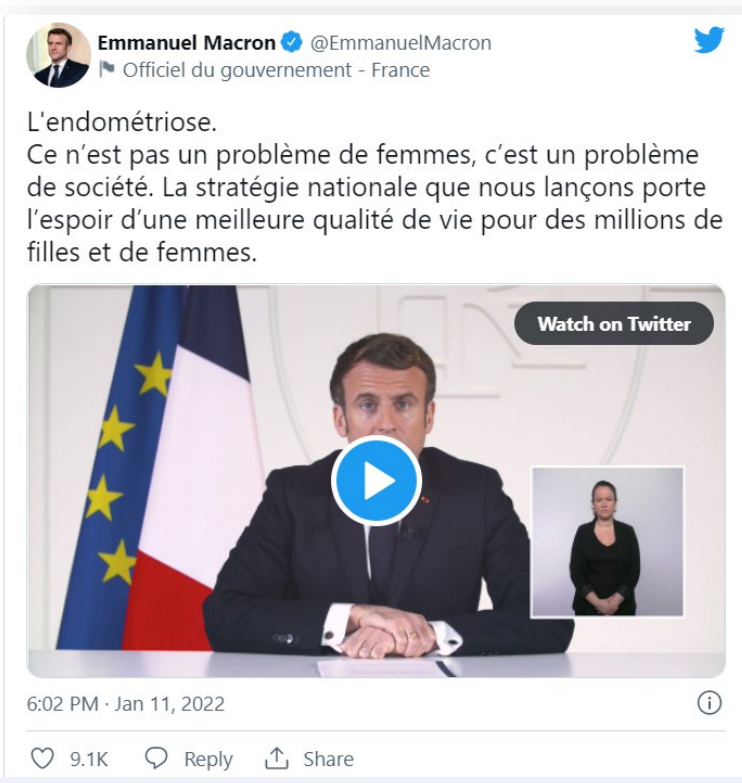 Emmanuel Macron @EmmanuelMacron
Officiel du gouvernement - France
L'endométriose.
Ce n’est pas un problème de femmes, c’est un problème
de société. La stratégie nationale que nous lançons porte
l’espoir d’une meilleure qualité de vie pour des millions de
filles et de femmes.
Watch on Twitter
6:02 PM · Jan 11, 2022
9.1K Reply Share